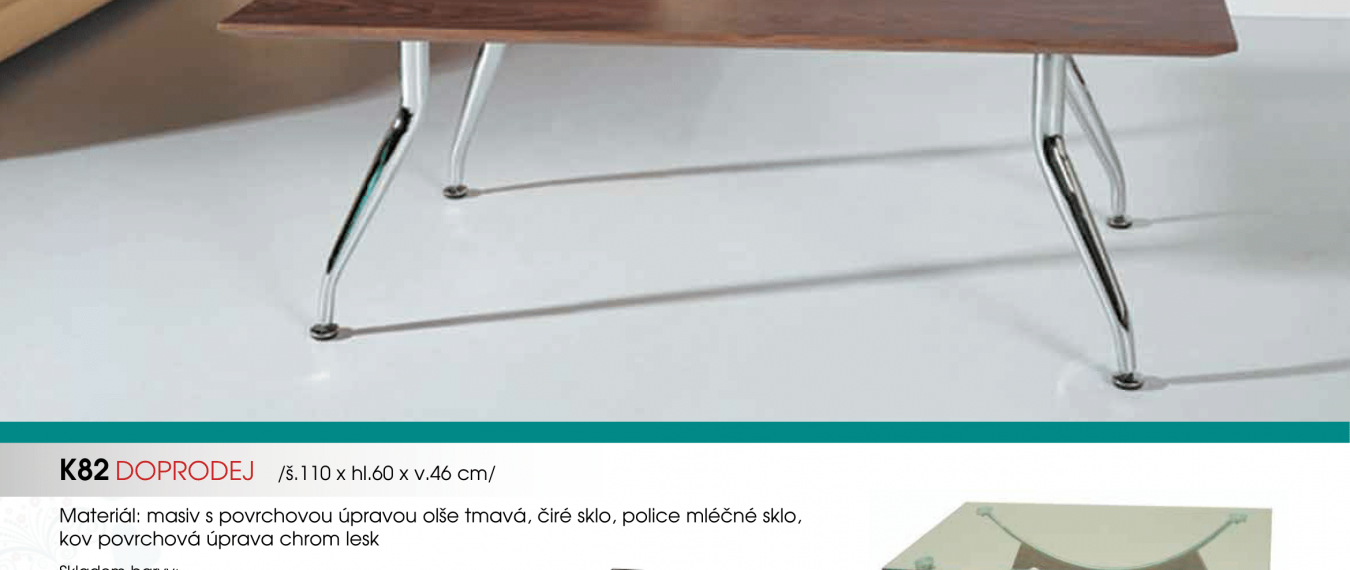 K82 DOPRODEJ /š.110 x hl.60 x v.46 cm/
Materiál: masiv s povrchovou úpravou olše tmavá, čiré sklo, police mléčné sklo,
kov povrchová úprava chrom lesk